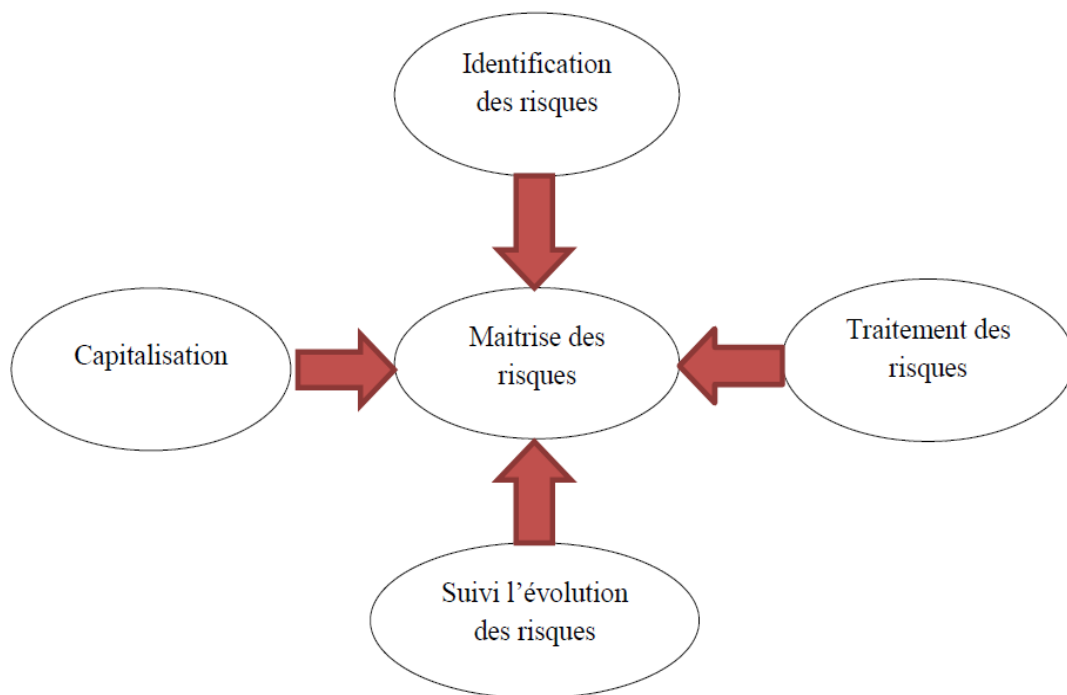 Identification
des risques
Capitalisation
Maitrise des
risques
Traitement des
risques
Suivi l’évolution
des risques